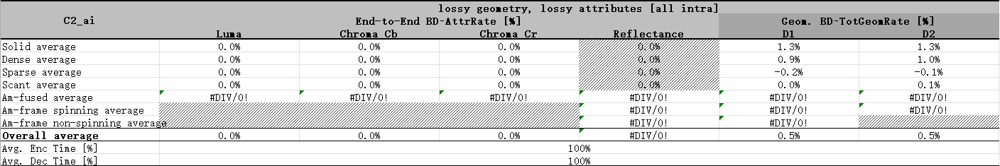 lossy geometry, lossy attributes [all intra]
C2_ai End-to-End BD-AttrRate [%] Geom. BD-TotGeomRate [%]
Luma Chroma Cb Chroma Cr Reflectance D1 D2
Solid average 0.0% 0.0% 0.0% 0.0% 1.3% 1.3%
Dense average 0.0% 0.0% 0.0% 0.0% 0.9% 1.0%
Sparse average 0.0% 0.0% 0.0% 0.0% -0.2% -0.1%
Scant average 0.0% 0.0% 0.0% 0.0% 0.0% 0.1%
Am-fused average #DIV/0! #DIV/0! #DIV/0! #DIV/0! #DIV/0! #DIV/0!
Am-frame spinning average #DIV/0! #DIV/0! #DIV/0!
Am-frame non-spinning average #DIV/0! #DIV/0!
Overall average 0.0% 0.0% 0.0% #DIV/0! 0.5% 0.5%
Avg. Enc Time [%] 100%
Avg. Dec Time [%] 100%